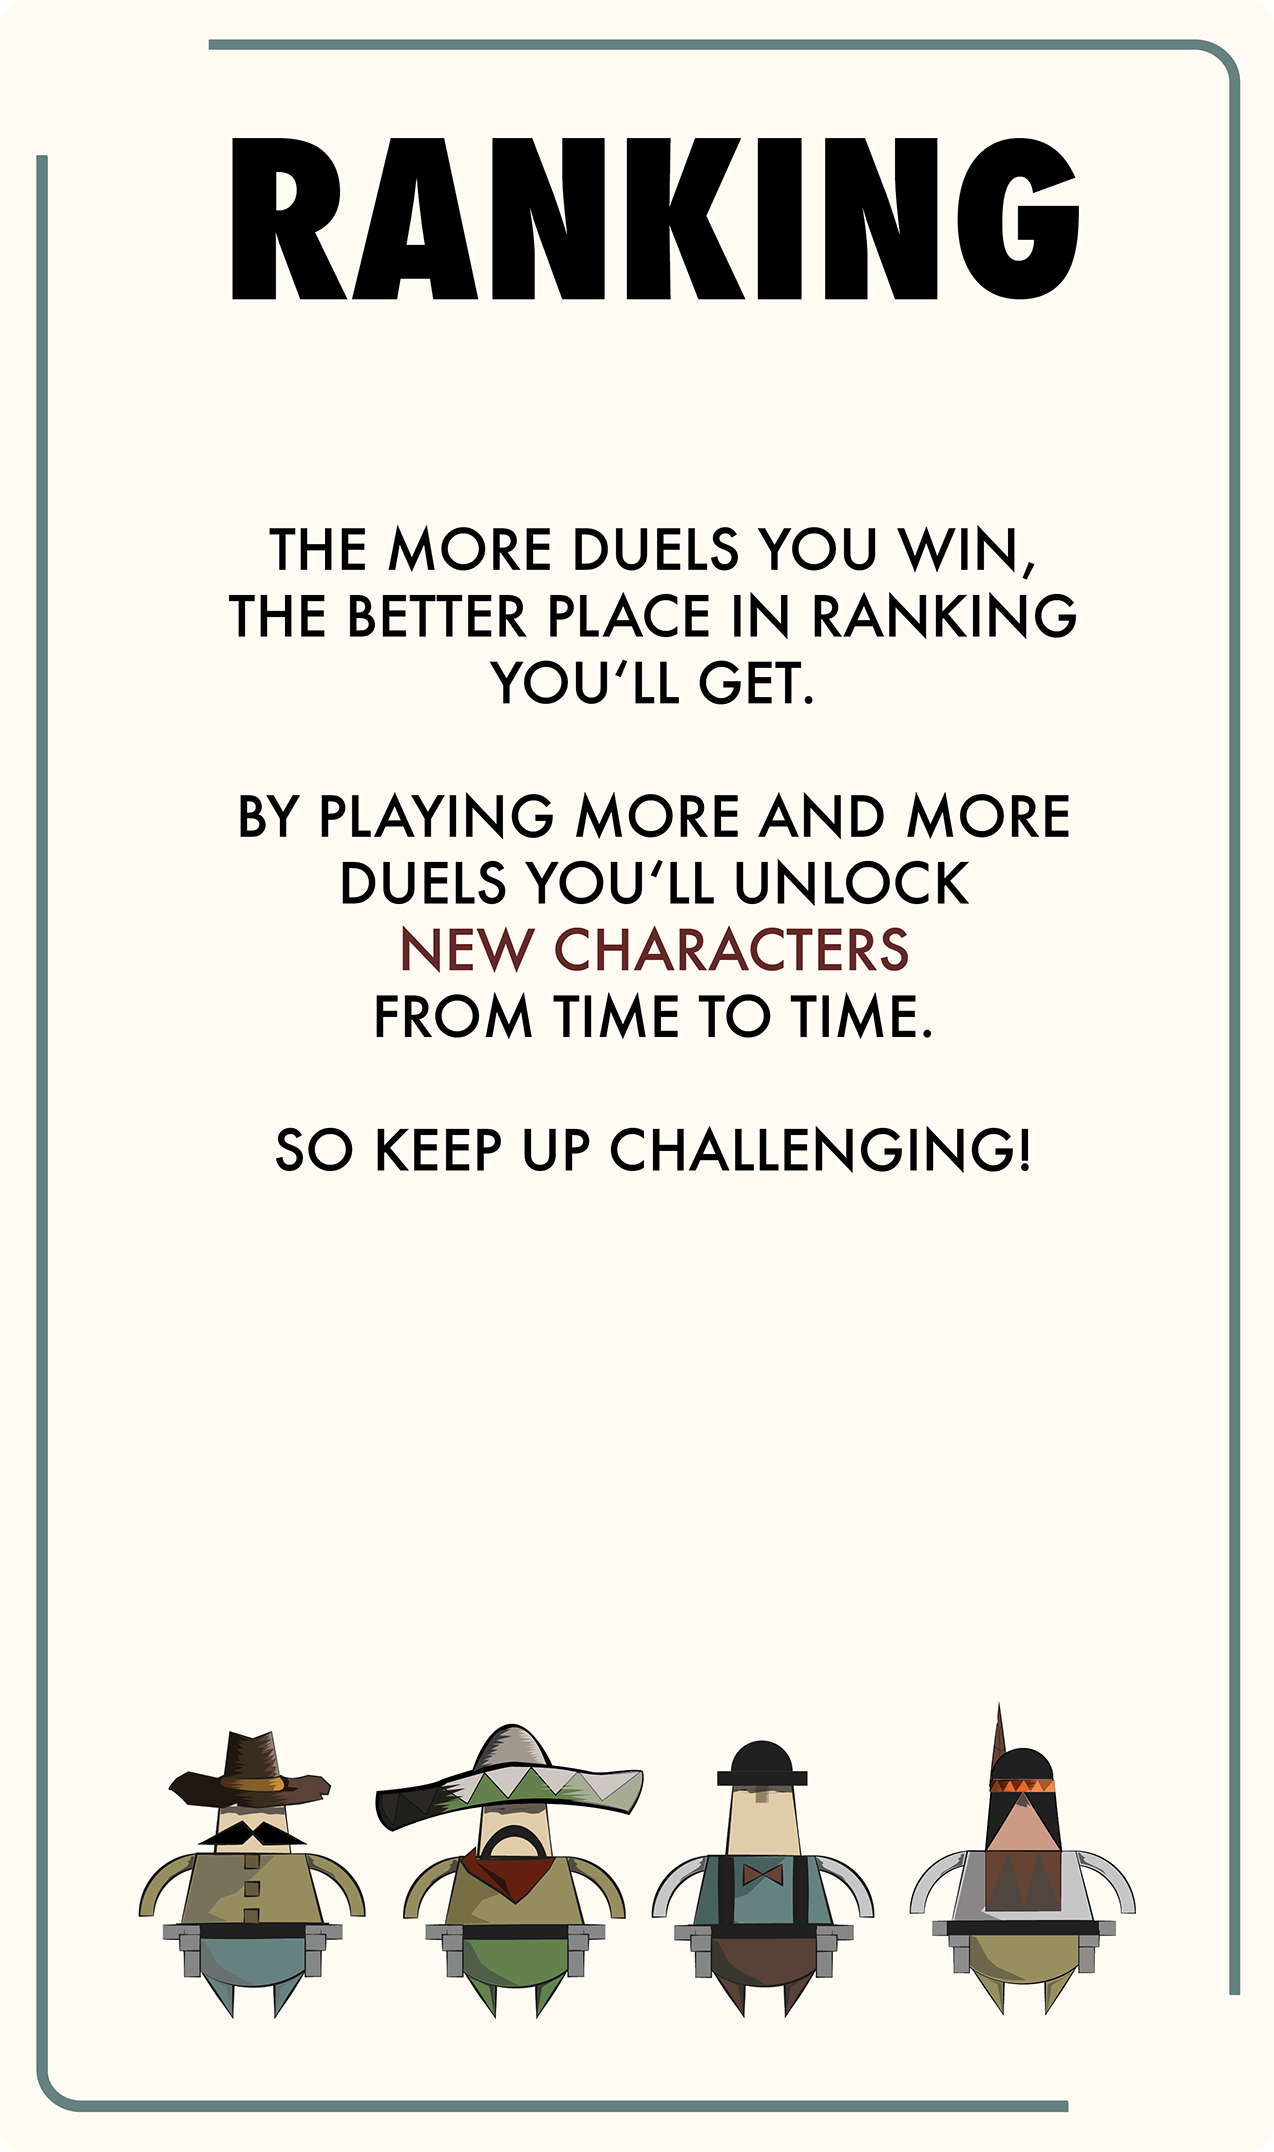 RANKING
THE MORE DUELS YOU WIN,
THE BETTER PLACE IN RANKING
YOU‘LL GET.
BY PLAYING MORE AND MORE
DUELS YOU‘LL UNLOCK
NEW CHARACTERS
FROM TIME TO TIME.
SO KEEP UP CHALLENGING!